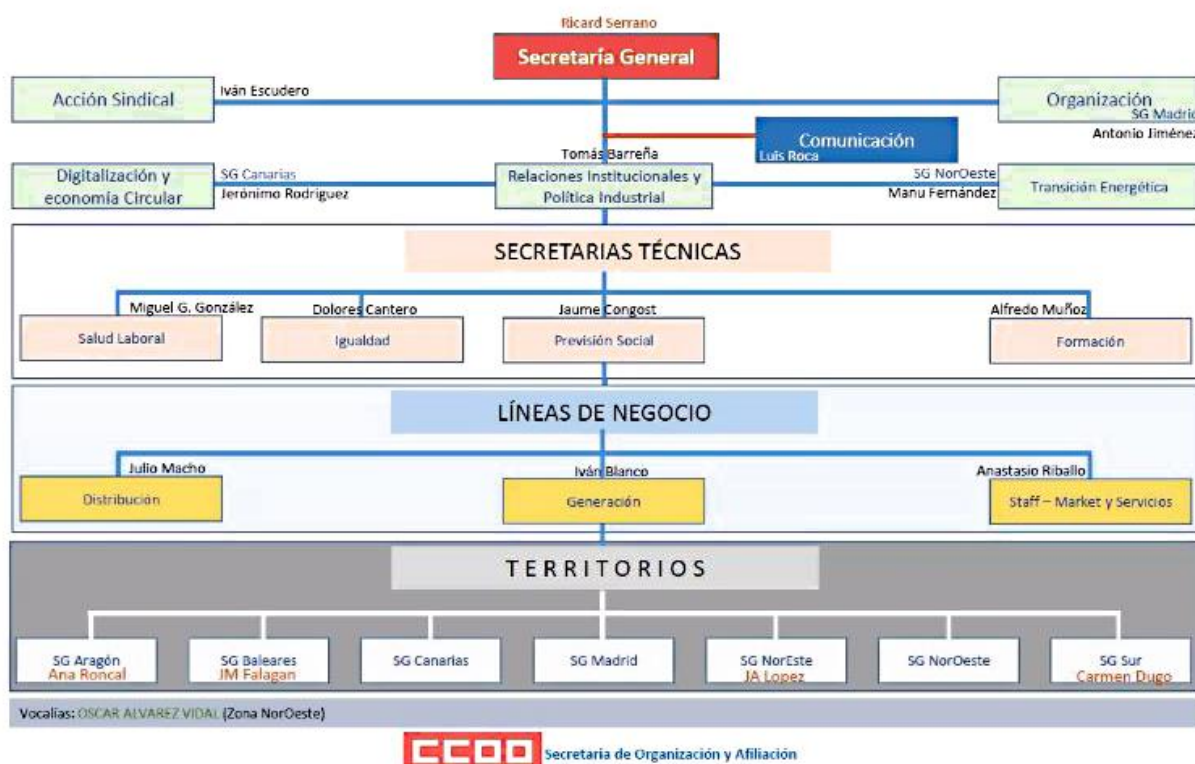 Ricard Serrano
Secretaría General
Acción Sindical
Iván Escudero
Organización
SG Madrid
Antonio Jiménez
Comunicación
Luis Roca
Tomás Barreña
Digitalización y
economía Circular
SG Canarias
Jerónimo Rodríguez
Relaciones Institucionales y
Política Industrial
SG NorOeste
Manu Fernández
Transición Energética
SECRETARIAS TÉCNICAS
Miguel G. González
Salud Laboral
Dolores Cantero
Igualdad
Jaume Congost
Previsión Social
Alfredo Muñoz
Formación
LÍNEAS DE NEGOCIO
Julio Macho
Distribución
Iván Blanco
Generación
Anastasio Riballo
Staff – Market y Servicios
TERRITORIOS
SG Aragón
Ana Roncal
SG Baleares
JM Falagan
SG Canarias
SG Madrid
SG NorEste
JA Lopez
SG NorOeste
SG Sur
Carmen Dugo
Vocalías: OSCAR ALVAREZ VIDAL (Zona NorOeste)
CCOO Secretaria de Organización y Afiliación